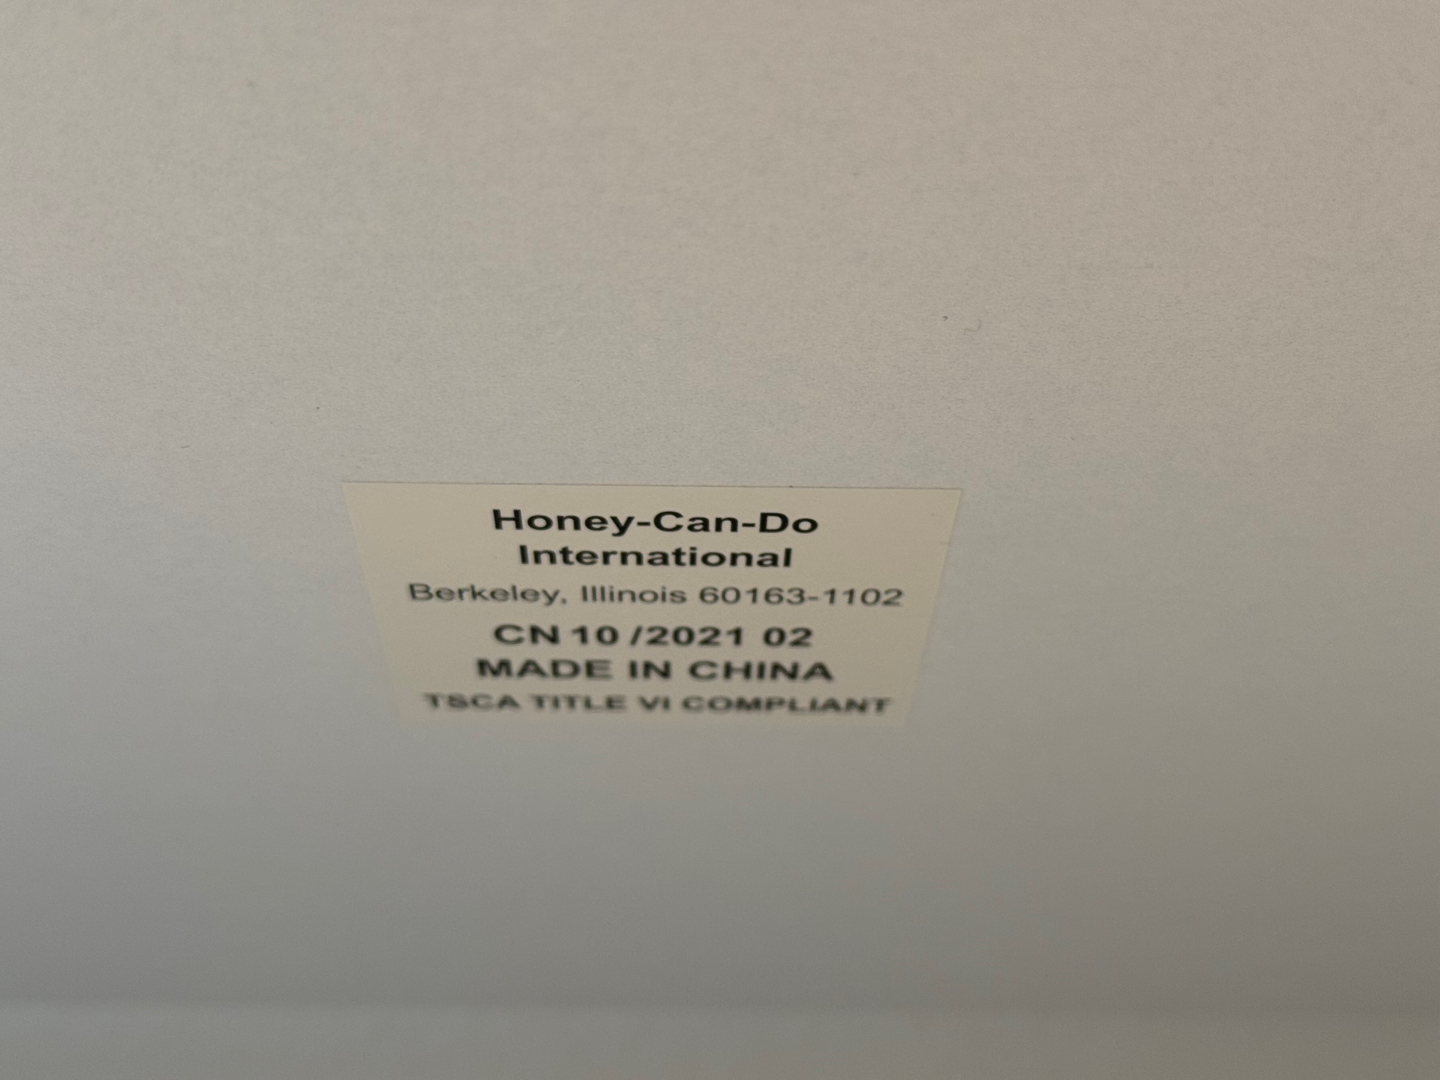 Honey-Can-Do
International
Berkeley, Illinois 60163-1102
CN 10 /2021 02
MADE IN CHINA
TSCA TITLE VI COMPLIANT